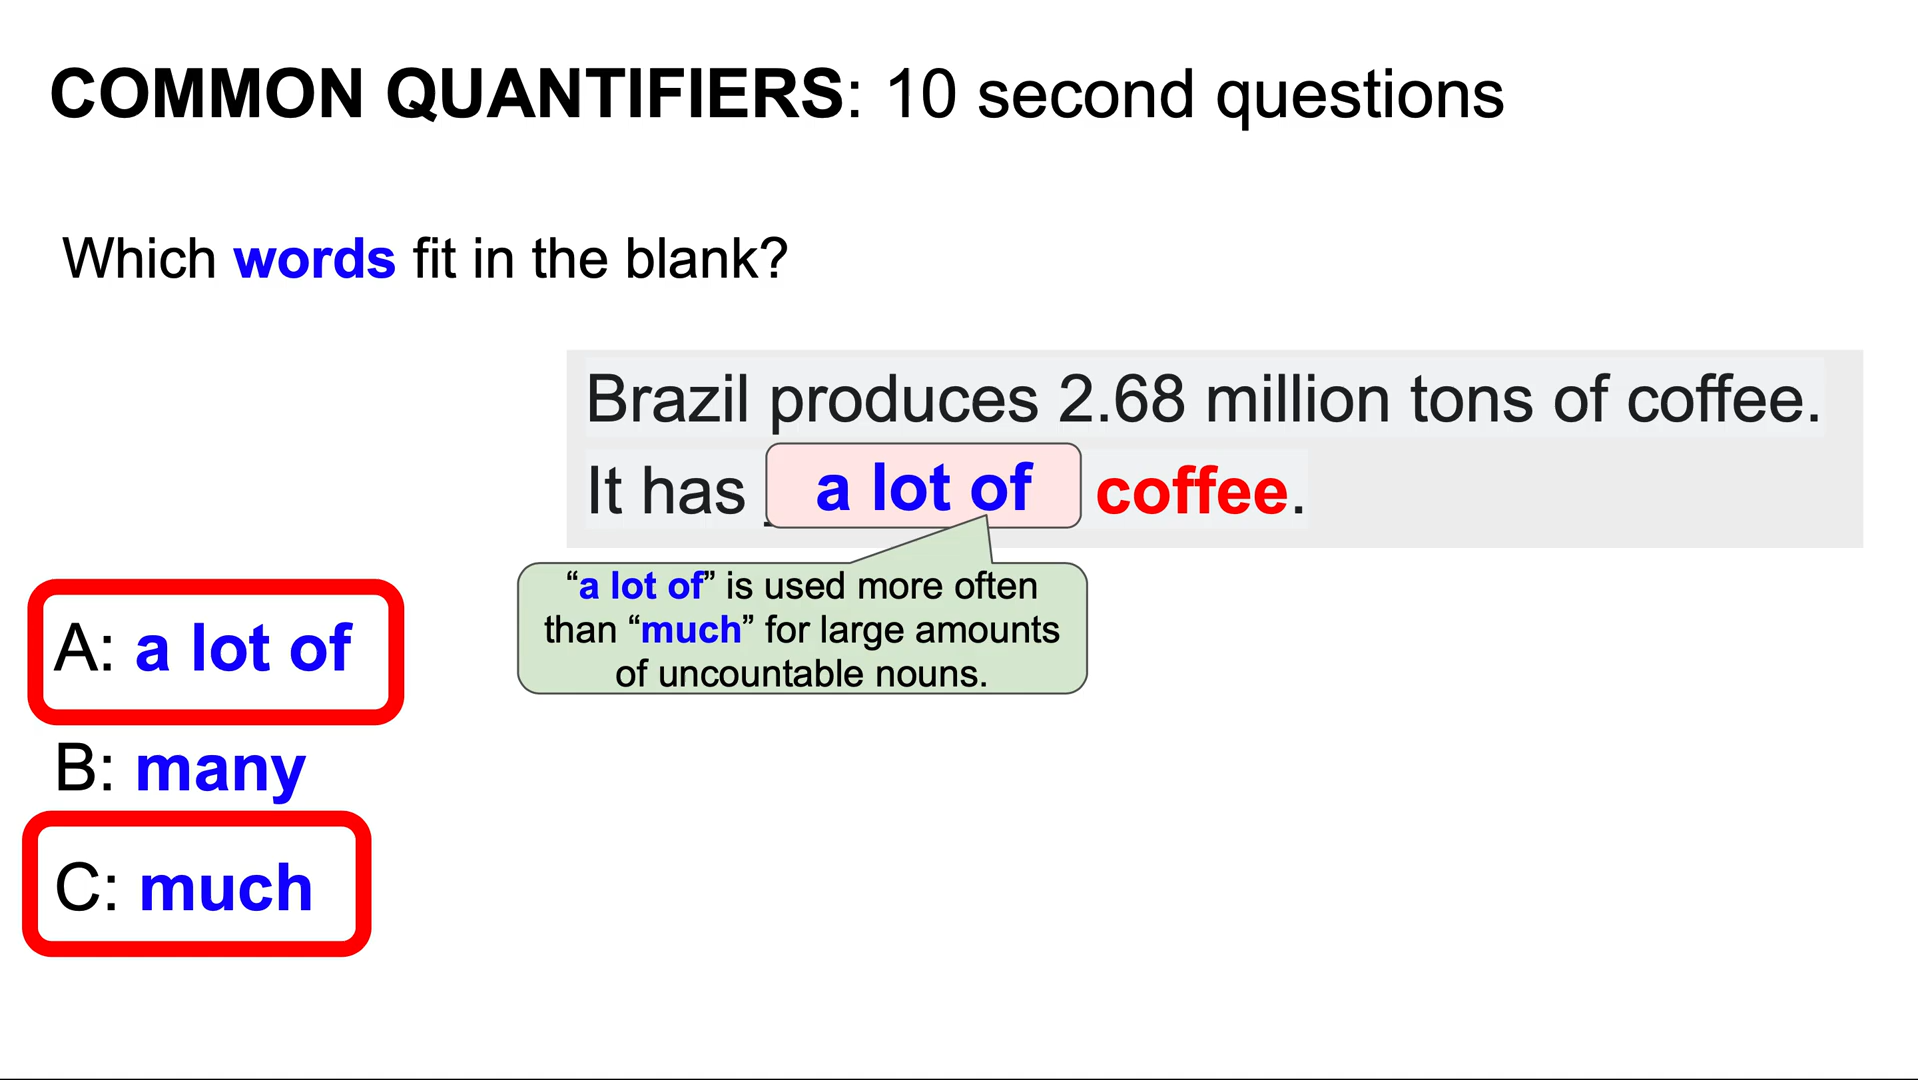 COMMON QUANTIFIERS: 10 second questions
Which words fit in the blank?
Brazil produces 2.68 million tons of coffee.
It has a lot of coffee.
“a lot of” is used more often
than “much” for large amounts
of uncountable nouns.
A: a lot of
B: many
C: much